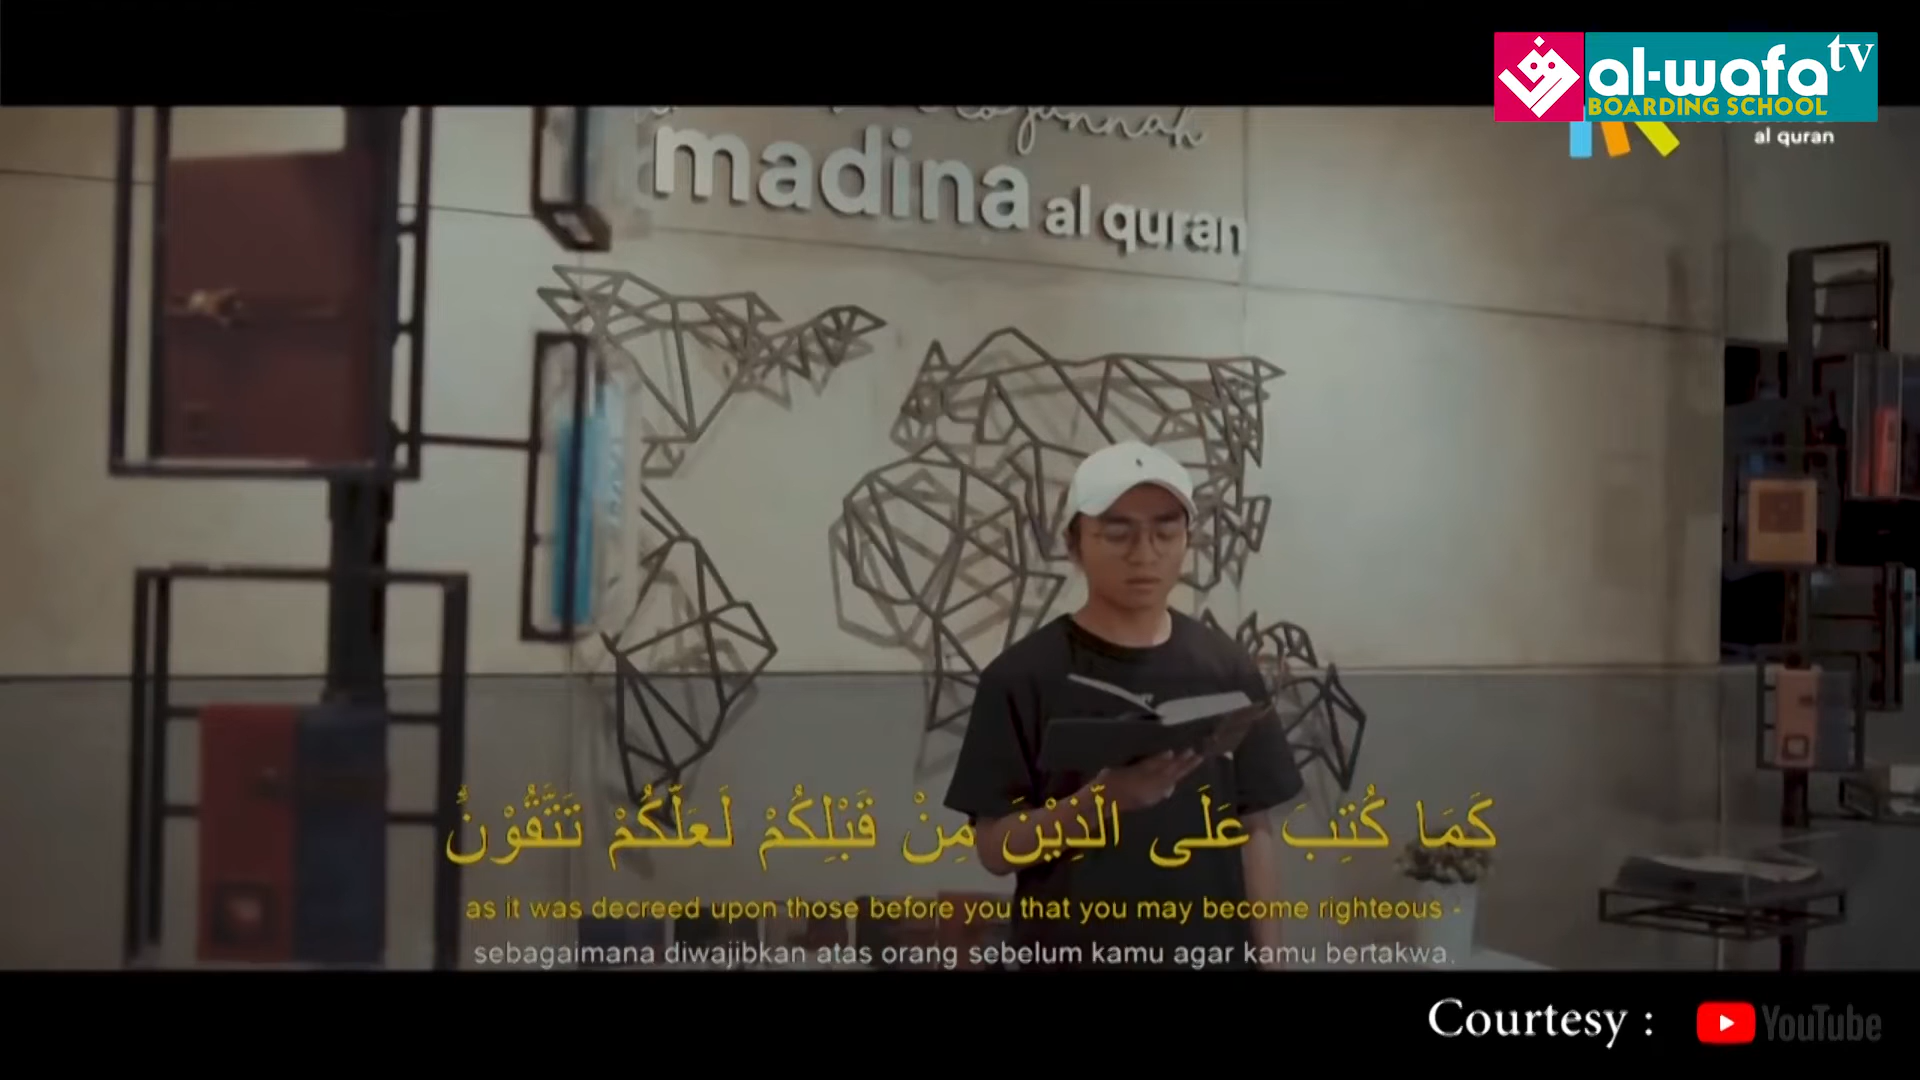 al-wafa tv
BOARDING SCHOOL
al quran
jannah
madina al quran
كَمَا كُتِبَ عَلَى الَّذِيْنَ مِنْ قَبْلِكُمْ لَعَلَّكُمْ تَتَّقُوْنَۙ
as it was decreed upon those before you that you may become righteous -
sebagaimana diwajibkan atas orang sebelum kamu agar kamu bertakwa.
Courtesy : YouTube